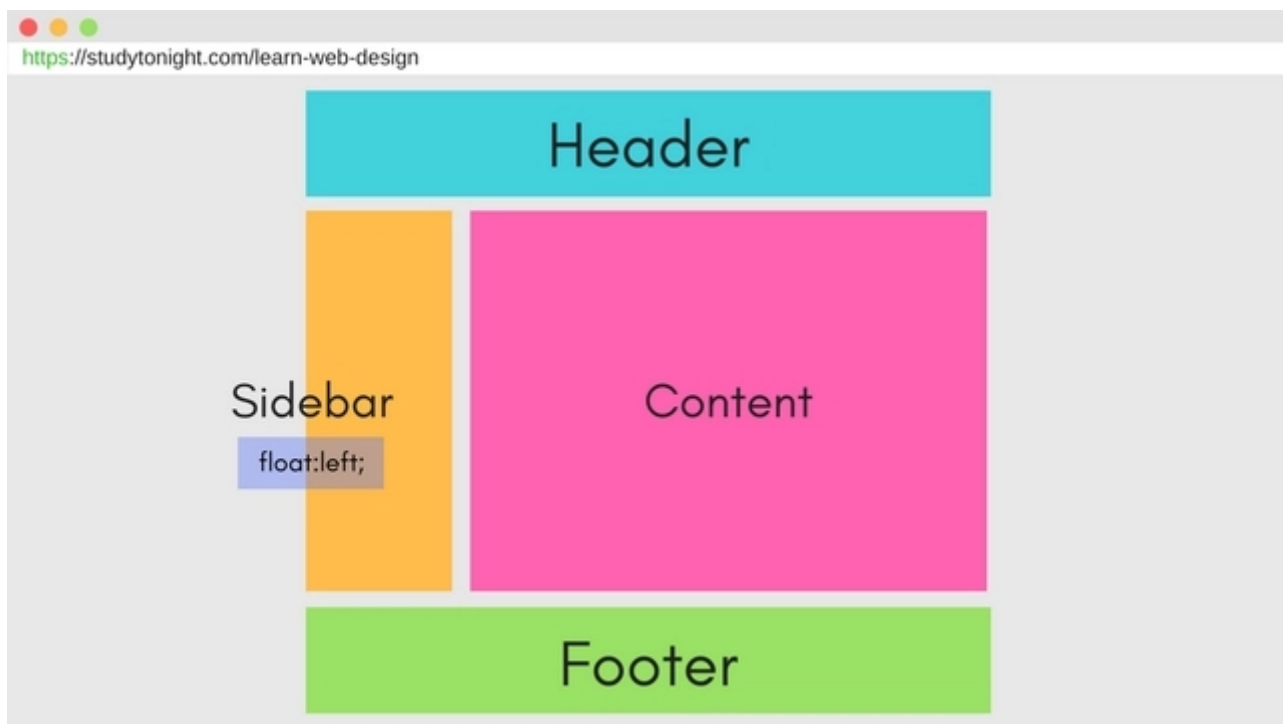 https://studytonight.com/learn-web-design
Header
Sidebar
float:left;
Content
Footer